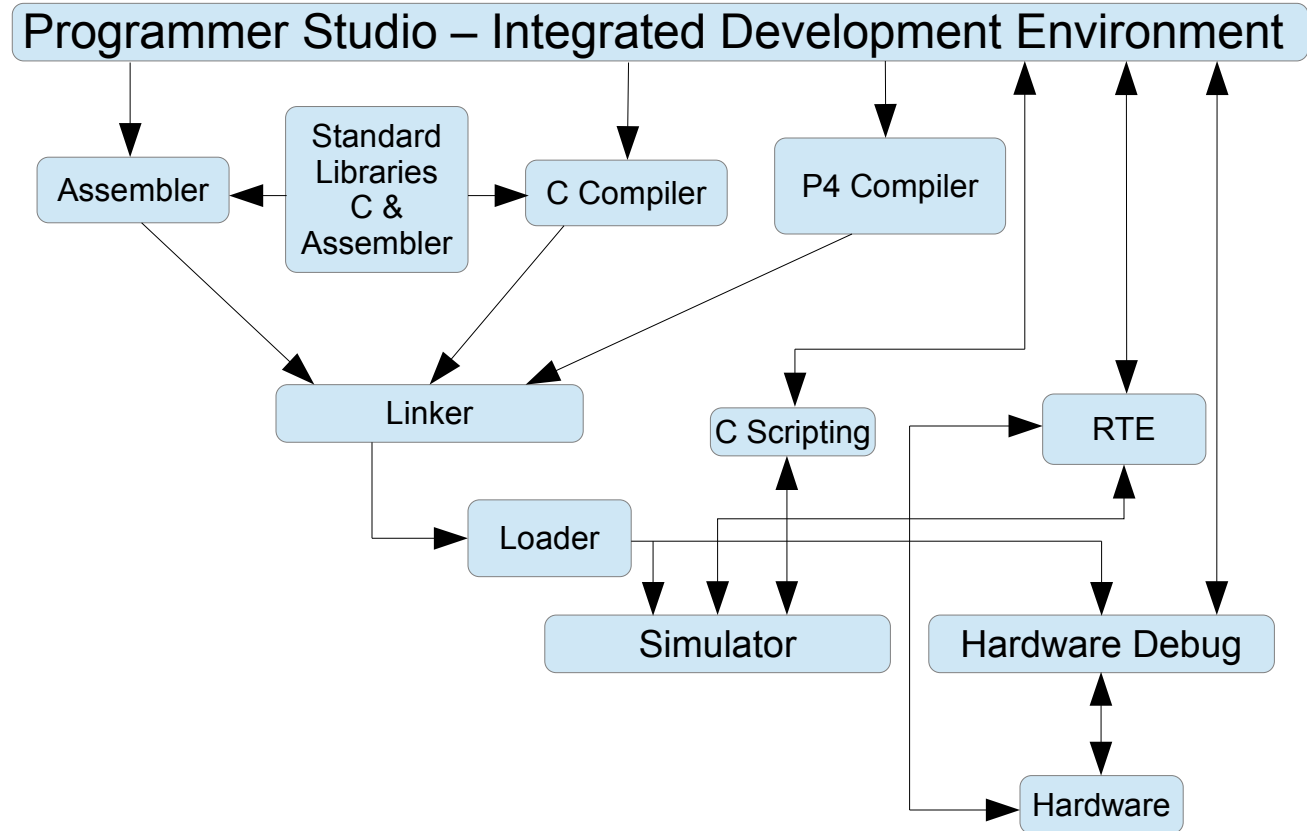 Programmer Studio – Integrated Development Environment
Standard
Libraries
C &
Assembler
Assembler
C Compiler
P4 Compiler
Linker
C Scripting
RTE
Loader
Simulator
Hardware Debug
Hardware